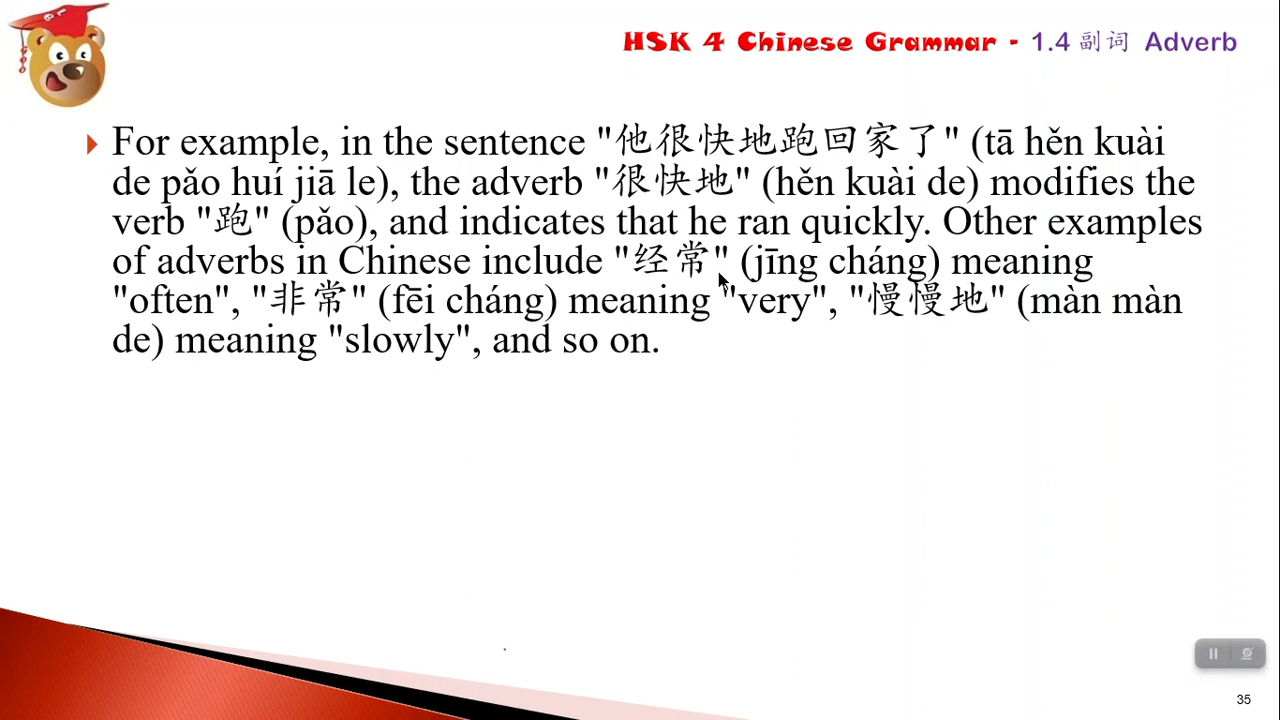 HSK 4 Chinese Grammar - 1.4 副词 Adverb
For example, in the sentence "他很快地跑回家了" (tā hěn kuài
de pǎo huí jiā le), the adverb "很快地" (hěn kuài de) modifies the
verb "跑" (pǎo), and indicates that he ran quickly. Other examples
of adverbs in Chinese include "经常" (jīng cháng) meaning
"often", "非常" (fēi cháng) meaning "very", "慢慢地" (màn màn
de) meaning "slowly", and so on.
35